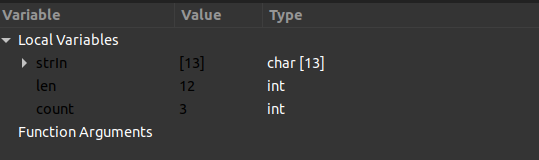 Variable Value Type
Local Variables
strIn [13] char [13]
len 12 int
count 3 int
Function Arguments